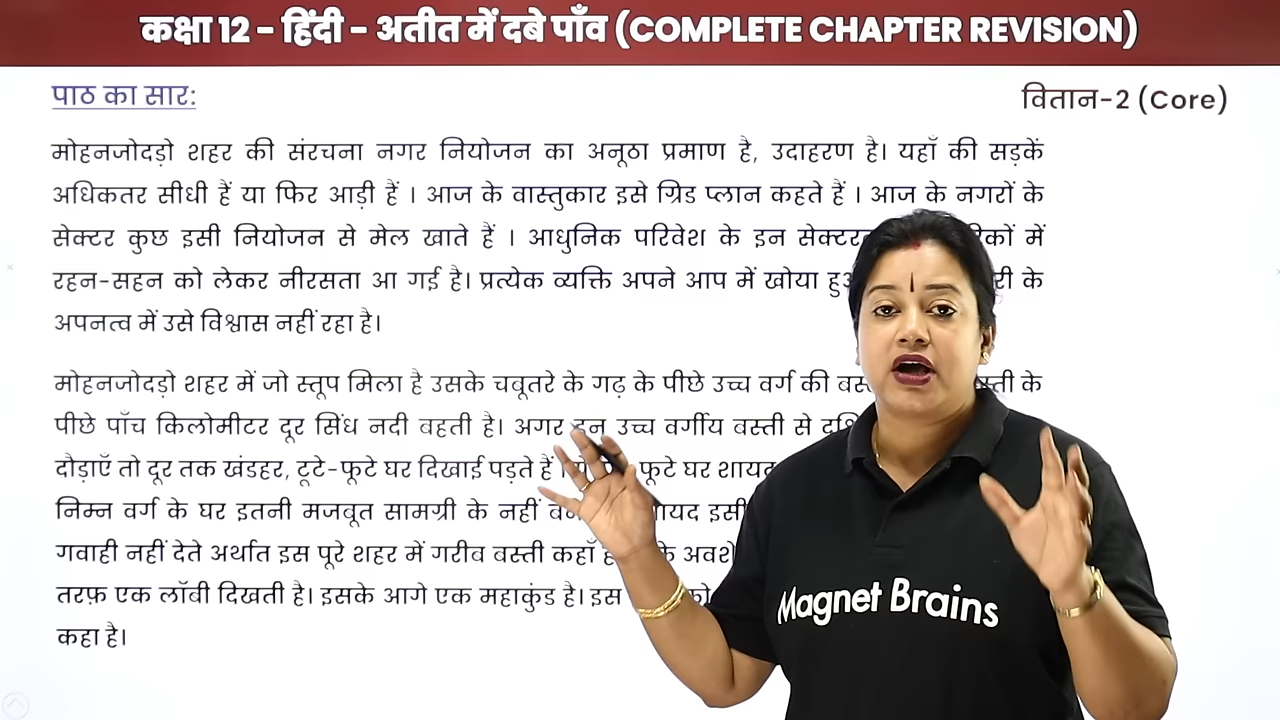 कक्षा 12 - हिंदी - अतीत में दबे पाँव (COMPLETE CHAPTER REVISION)
पाठ का सार:
वितान-2 (Core)
मोहनजोदड़ो शहर की संरचना नगर नियोजन का अनूठा प्रमाण है, उदाहरण है। यहाँ की सड़कें
अधिकतर सीधी हैं या फिर आड़ी हैं । आज के वास्तुकार इसे ग्रिड प्लान कहते हैं । आज के नगरों के
सेक्टर कुछ इसी नियोजन से मेल खाते हैं । आधुनिक परिवेश के इन में
रहन-सहन को लेकर नीरसता आ गई है। प्रत्येक व्यक्ति अपने आप में खोया के
अपनत्व में उसे विश्वास नहीं रहा है।
मोहनजोदड़ो शहर में जो स्तूप मिला है उसके चबूतरे के गढ़ के पीछे उच्च वर्ग की के
पीछे पाँच किलोमीटर दूर सिंध नदी बहती है। अगर इन उच्च वर्गीय बस्ती से
दौड़ाएँ तो दूर तक खंडहर, टूटे-फूटे घर दिखाई पड़ते हैं फूटे घर
निम्न वर्ग के घर इतनी मजबूत सामग्री के नहीं
गवाही नहीं देते अर्थात इस पूरे शहर में गरीब बस्ती कहाँ
तरफ़ एक लॉबी दिखती है। इसके आगे एक महाकुंड है। इस
कहा है।
Magnet Brains